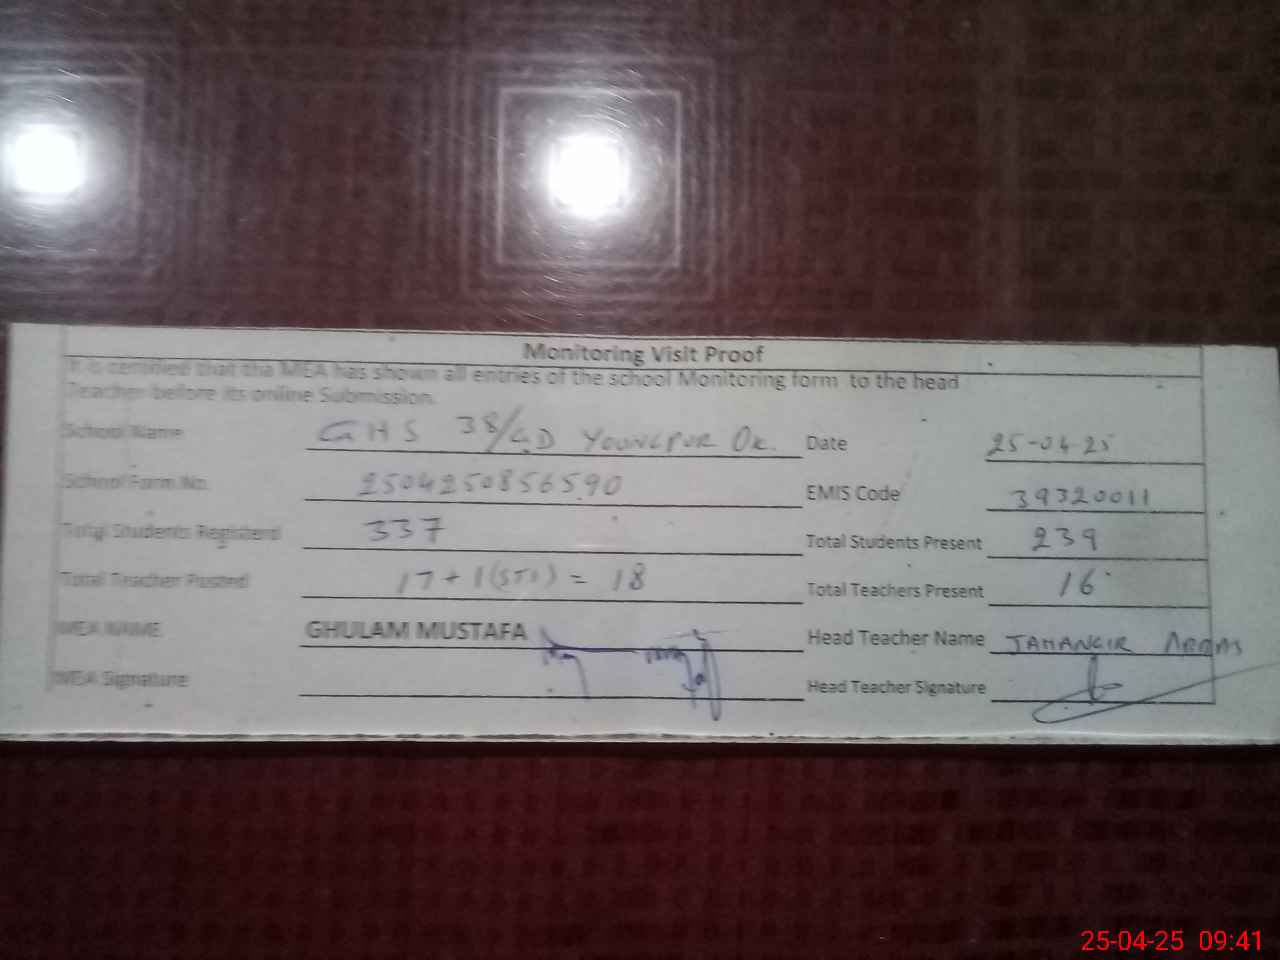 Monitoring Visit Proof
It is certified that tha MEA has shown all entries of the school Monitoring form to the head
Teacher before its online Submission.
School Name GHS 38/GD YOUNGPUR OK. Date 25-04-25
School Form No. 2504250856590 EMIS Code 39320011
Total Students Registerd 337 Total Students Present 239
Total Teacher Posted 17 + 1(STI) = 18 Total Teachers Present 16
MEA NAME GHULAM MUSTAFA Head Teacher Name JAHANGIR ABBAS
MEA Signature Head Teacher Signature
25-04-25 09:41